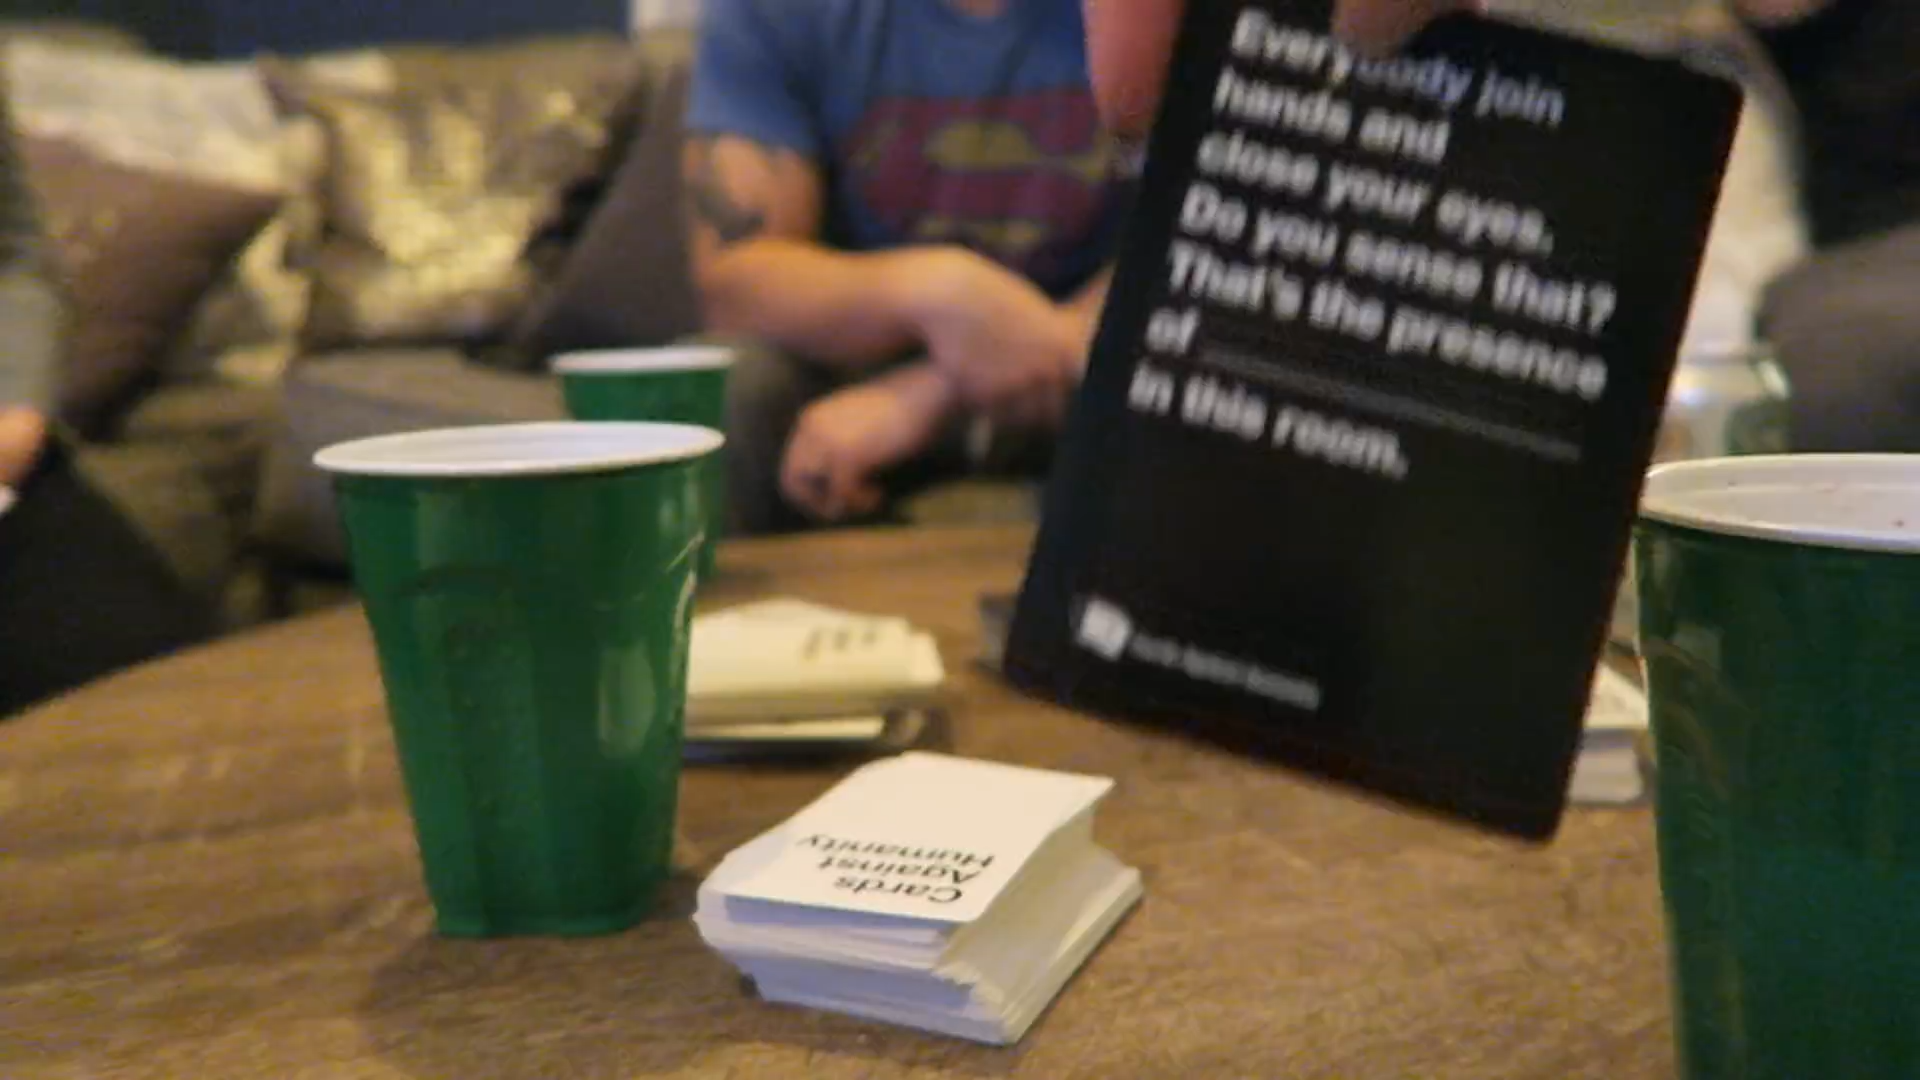 Everybody join
hands and
close your eyes.
Do you sense that?
That's the presence
of
in this room.
Cards
Against
Humanity